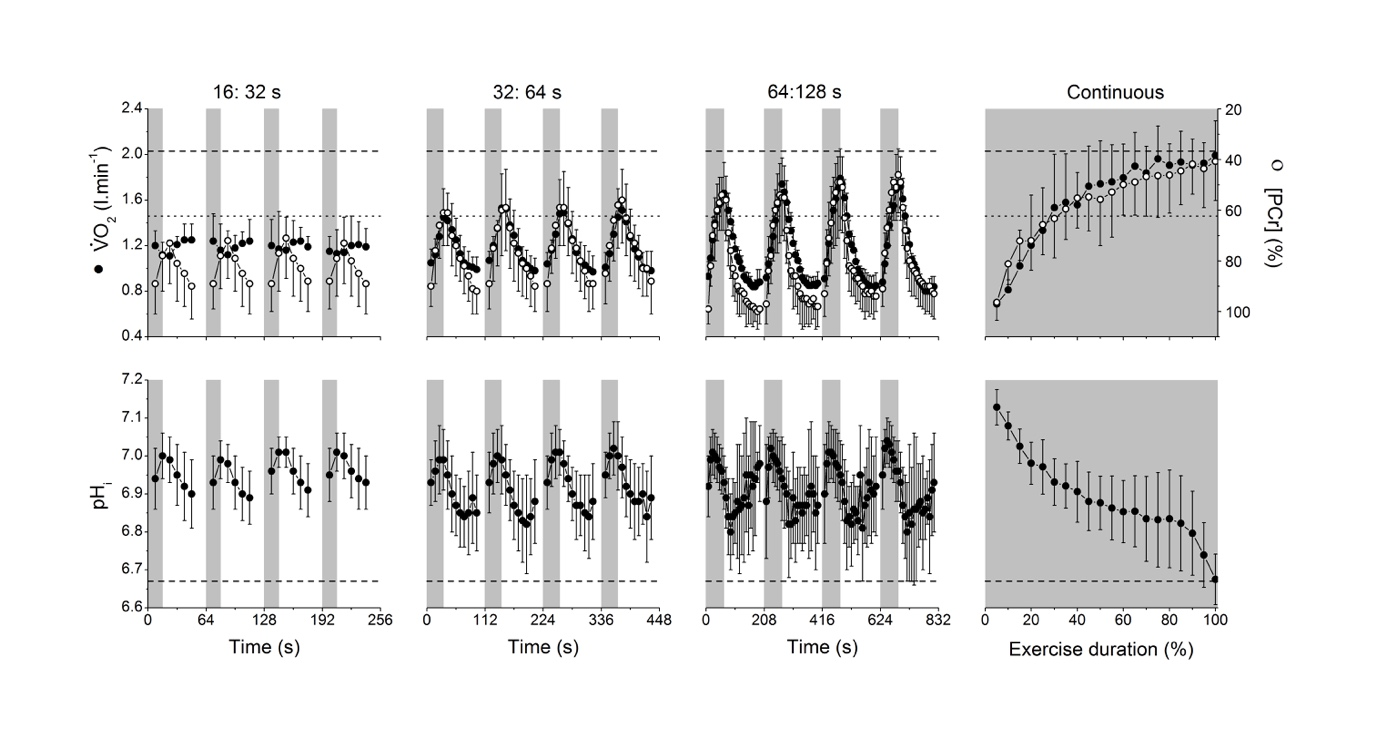 16: 32 s
32: 64 s
64:128 s
Continuous
● V̇O₂ (l.min⁻¹)
2.4
2.0
1.6
1.2
0.8
0.4
20
40
60
80
100
o [PCr] (%)
pHᵢ
7.2
7.1
7.0
6.9
6.8
6.7
6.6
0 64 128 192 256
0 112 224 336 448
0 208 416 624 832
0 20 40 60 80 100
Time (s)
Time (s)
Time (s)
Exercise duration (%)